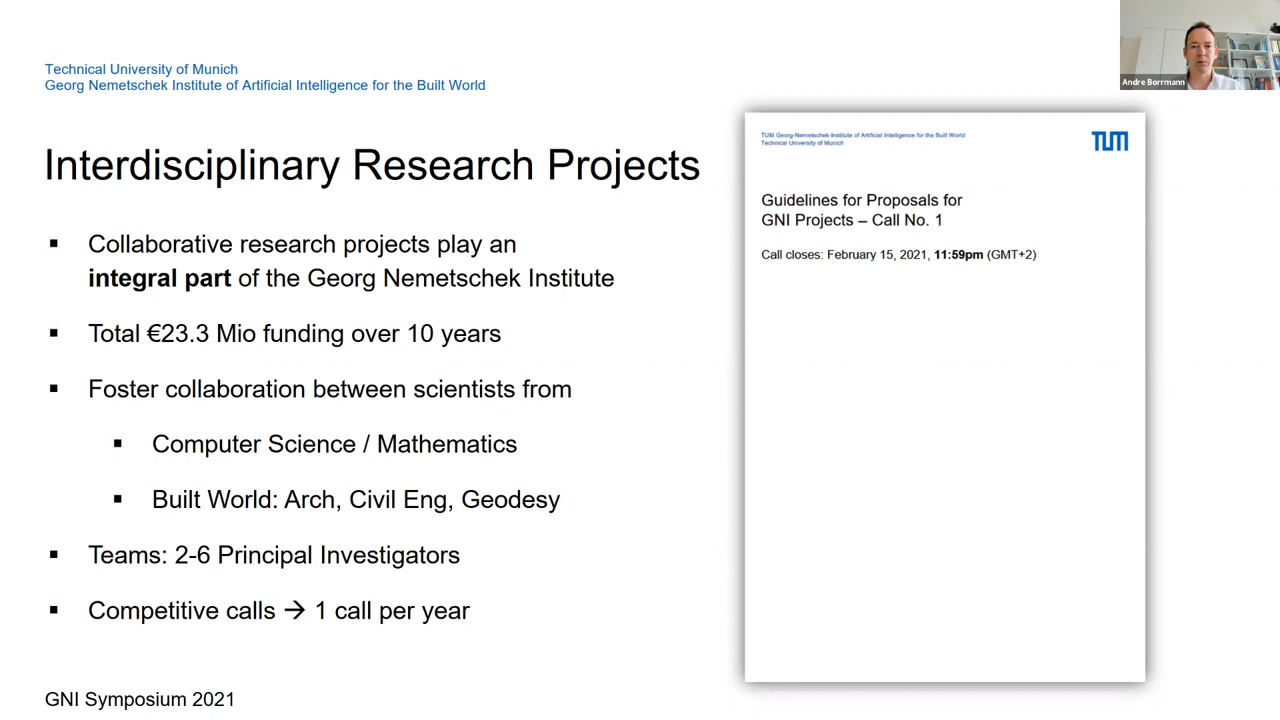 Technical University of Munich
Georg Nemetschek Institute of Artificial Intelligence for the Built World
Andre Borrmann
Interdisciplinary Research Projects
▪ Collaborative research projects play an
integral part of the Georg Nemetschek Institute
▪ Total €23.3 Mio funding over 10 years
▪ Foster collaboration between scientists from
▪ Computer Science / Mathematics
▪ Built World: Arch, Civil Eng, Geodesy
▪ Teams: 2-6 Principal Investigators
▪ Competitive calls → 1 call per year
TUM Georg-Nemetschek-Institute of Artificial Intelligence for the Built World
Technical University of Munich
TUM
Guidelines for Proposals for
GNI Projects – Call No. 1
Call closes: February 15, 2021, 11:59pm (GMT+2)
GNI Symposium 2021